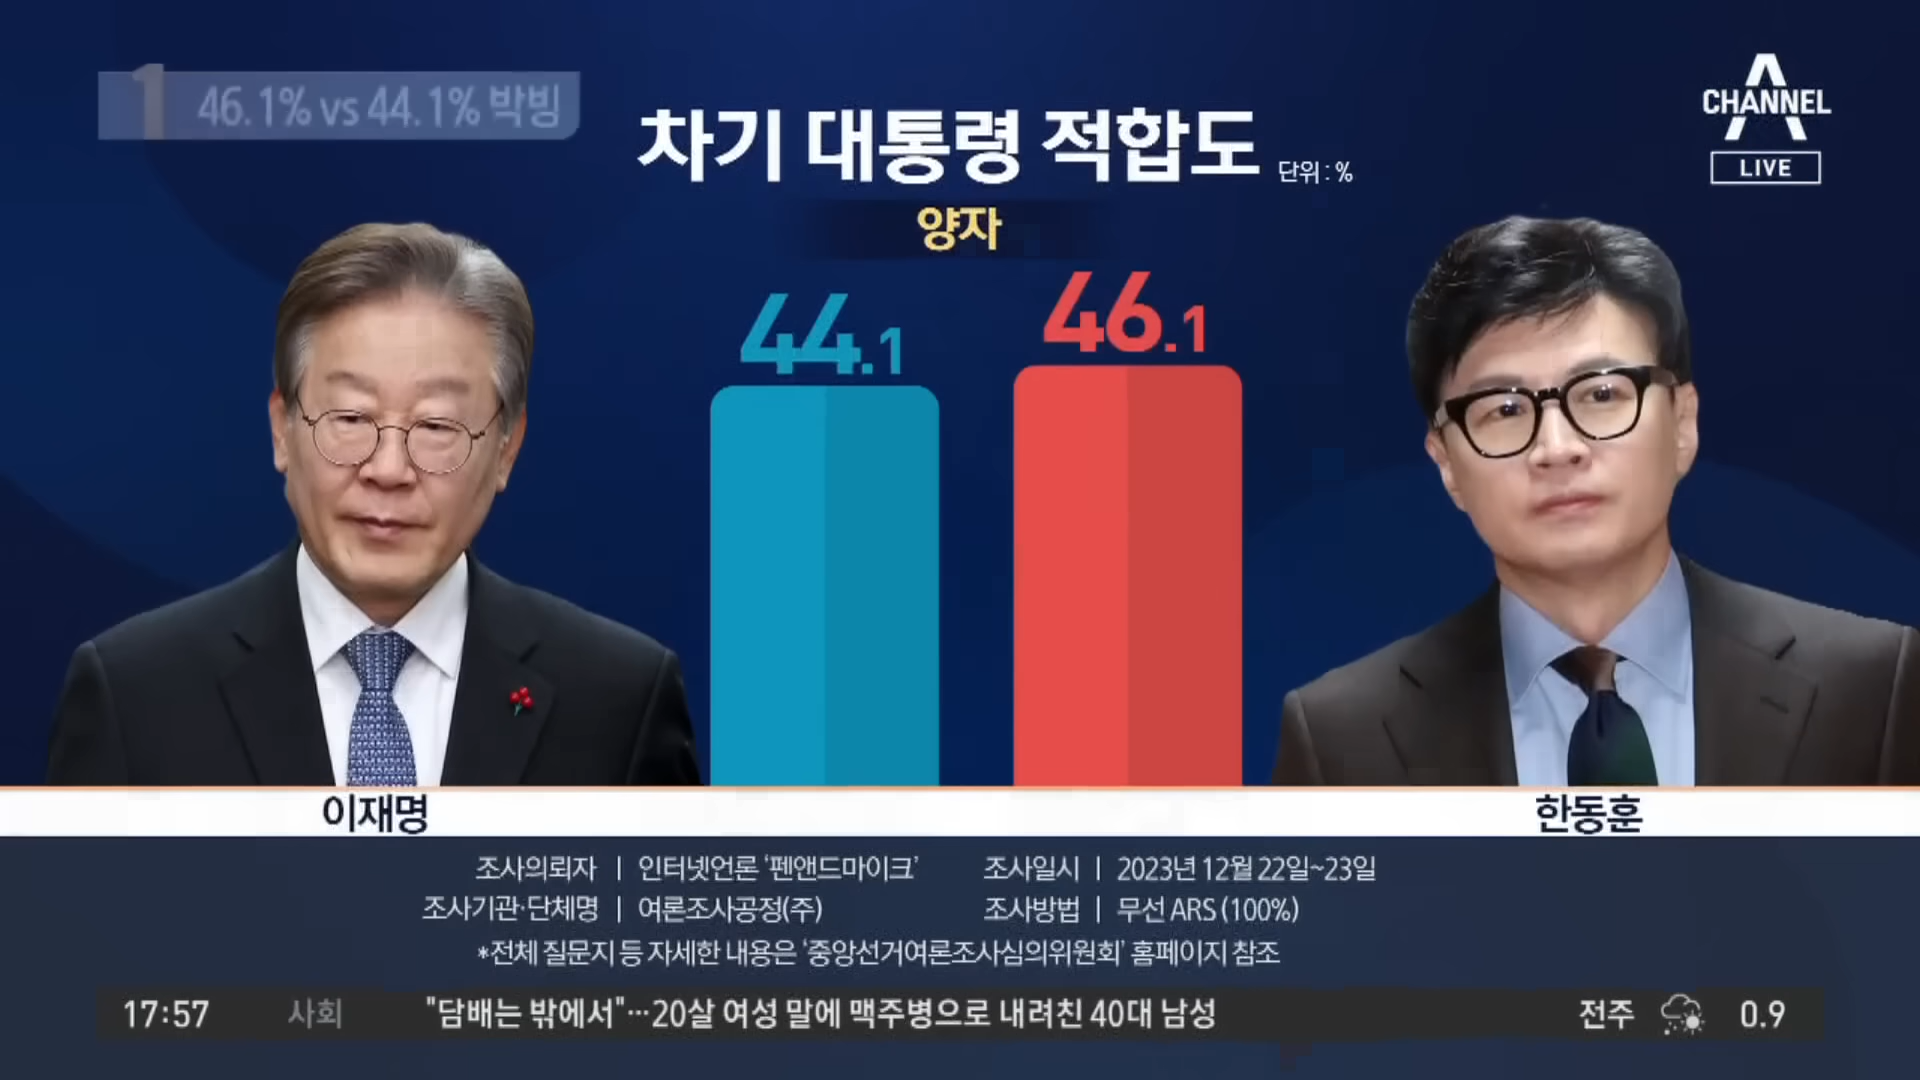 1 46.1% vs 44.1% 박빙
차기 대통령 적합도 단위 : %
CHANNEL A
LIVE
양자
44.1
46.1
이재명
한동훈
조사의뢰자 | 인터넷언론 '펜앤드마이크' 조사일시 | 2023년 12월 22일~23일
조사기관·단체명 | 여론조사공정(주) 조사방법 | 무선 ARS (100%)
*전체 질문지 등 자세한 내용은 '중앙선거여론조사심의위원회' 홈페이지 참조
17:57 사회 "담배는 밖에서"…20살 여성 말에 맥주병으로 내려친 40대 남성 전주 0.9